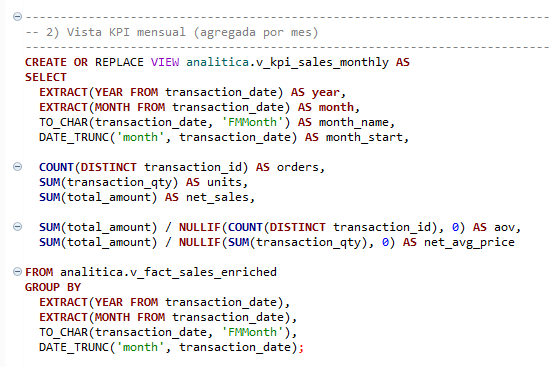 --------------------------------------------------------------------------------
-- 2) Vista KPI mensual (agregada por mes)
--------------------------------------------------------------------------------
CREATE OR REPLACE VIEW analitica.v_kpi_sales_monthly AS
SELECT
  EXTRACT(YEAR FROM transaction_date) AS year,
  EXTRACT(MONTH FROM transaction_date) AS month,
  TO_CHAR(transaction_date, 'FMMonth') AS month_name,
  DATE_TRUNC('month', transaction_date) AS month_start,
  COUNT(DISTINCT transaction_id) AS orders,
  SUM(transaction_qty) AS units,
  SUM(total_amount) AS net_sales,
  SUM(total_amount) / NULLIF(COUNT(DISTINCT transaction_id), 0) AS aov,
  SUM(total_amount) / NULLIF(SUM(transaction_qty), 0) AS net_avg_price
FROM analitica.v_fact_sales_enriched
GROUP BY
  EXTRACT(YEAR FROM transaction_date),
  EXTRACT(MONTH FROM transaction_date),
  TO_CHAR(transaction_date, 'FMMonth'),
  DATE_TRUNC('month', transaction_date);